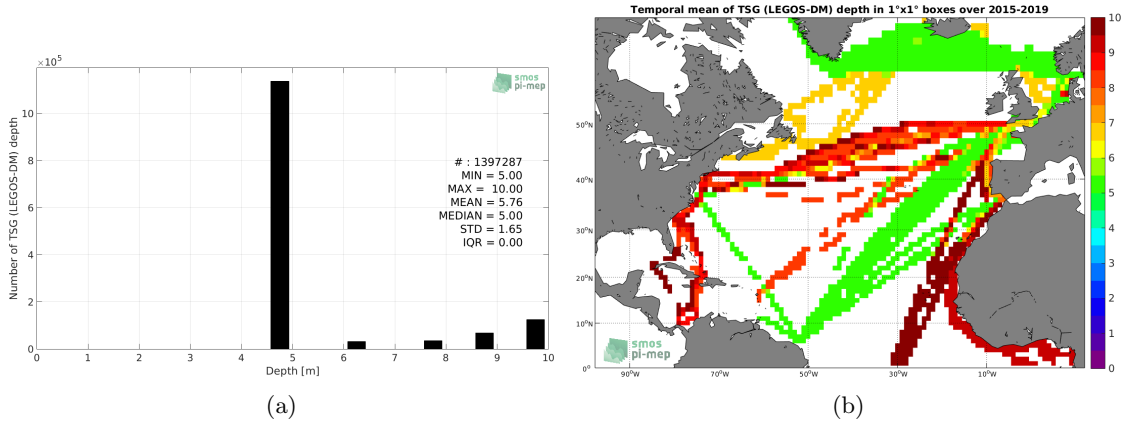 ×10⁵
10
8
6
4
2
0
Number of TSG (LEGOS-DM) depth
smos
pi-mep
# : 1397287
MIN = 5.00
MAX = 10.00
MEAN = 5.76
MEDIAN = 5.00
STD = 1.65
IQR = 0.00
0 1 2 3 4 5 6 7 8 9 10
Depth [m]
(a)
Temporal mean of TSG (LEGOS-DM) depth in 1°x1° boxes over 2015-2019
50°N
40°N
30°N
20°N
10°N
0°
90°W 70°W 50°W 30°W 10°W
smos
pi-mep
10
9
8
7
6
5
4
3
2
1
0
(b)